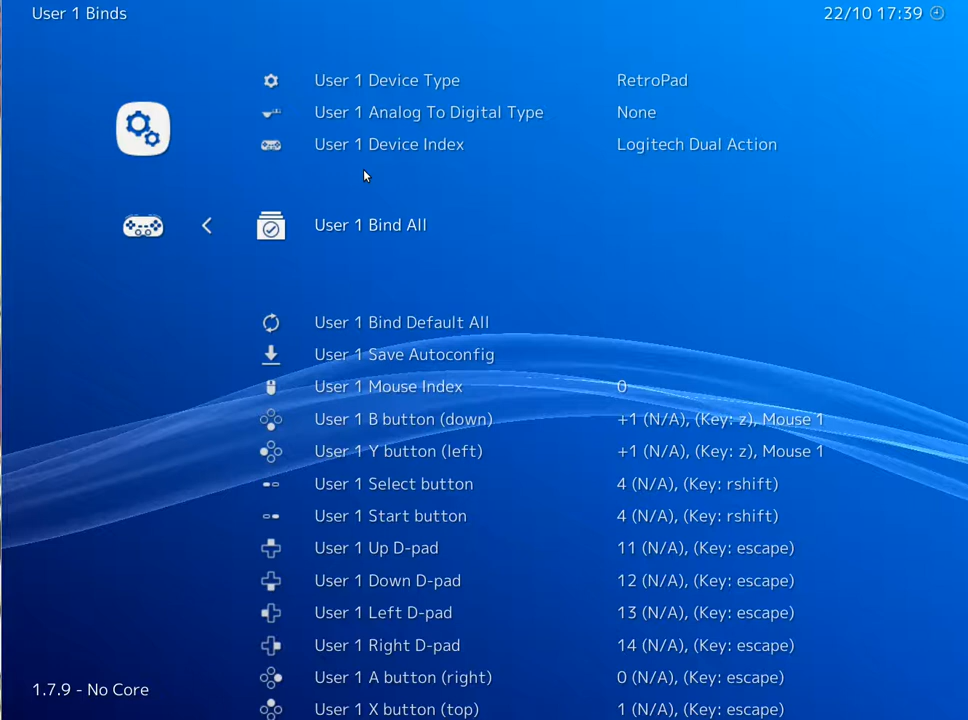 User 1 Binds 22/10 17:39
User 1 Device Type RetroPad
User 1 Analog To Digital Type None
User 1 Device Index Logitech Dual Action
User 1 Bind All
User 1 Bind Default All
User 1 Save Autoconfig
User 1 Mouse Index 0
User 1 B button (down) +1 (N/A), (Key: z), Mouse 1
User 1 Y button (left) +1 (N/A), (Key: z), Mouse 1
User 1 Select button 4 (N/A), (Key: rshift)
User 1 Start button 4 (N/A), (Key: rshift)
User 1 Up D-pad 11 (N/A), (Key: escape)
User 1 Down D-pad 12 (N/A), (Key: escape)
User 1 Left D-pad 13 (N/A), (Key: escape)
User 1 Right D-pad 14 (N/A), (Key: escape)
User 1 A button (right) 0 (N/A), (Key: escape)
1.7.9 - No Core
User 1 X button (top) 1 (N/A), (Key: escape)